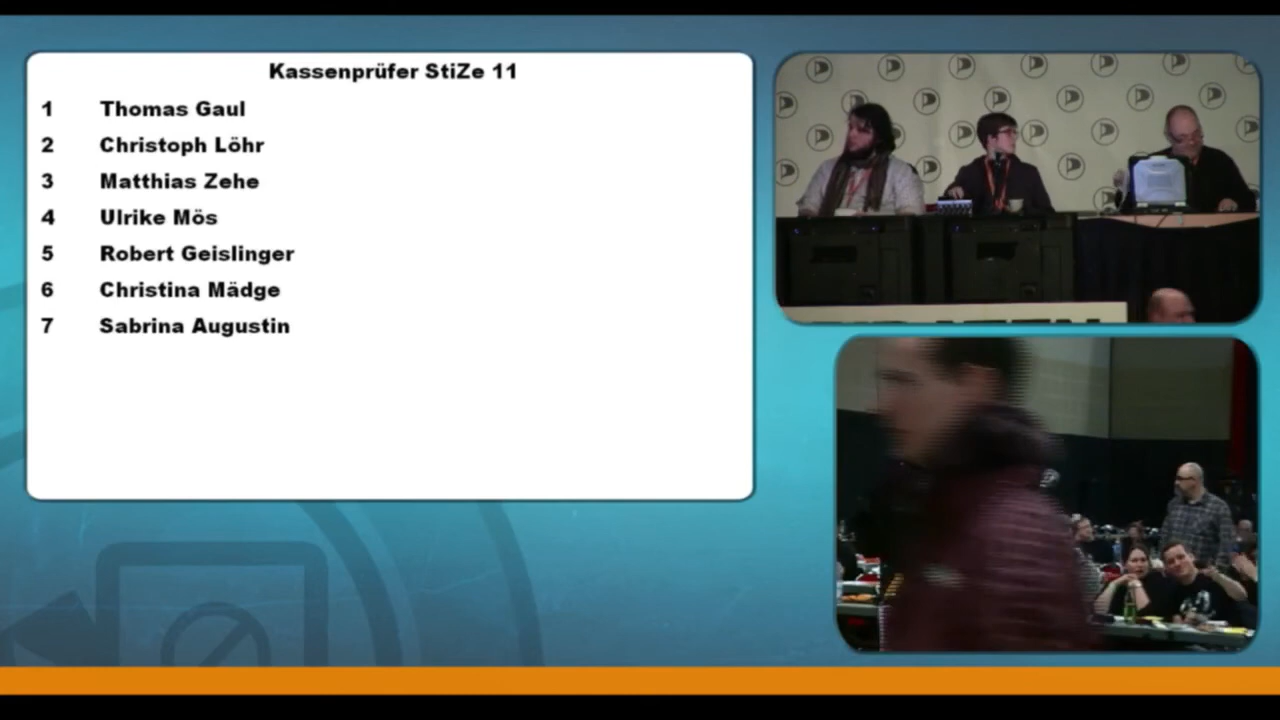 Kassenprüfer StiZe 11
1 Thomas Gaul
2 Christoph Löhr
3 Matthias Zehe
4 Ulrike Mös
5 Robert Geislinger
6 Christina Mädge
7 Sabrina Augustin